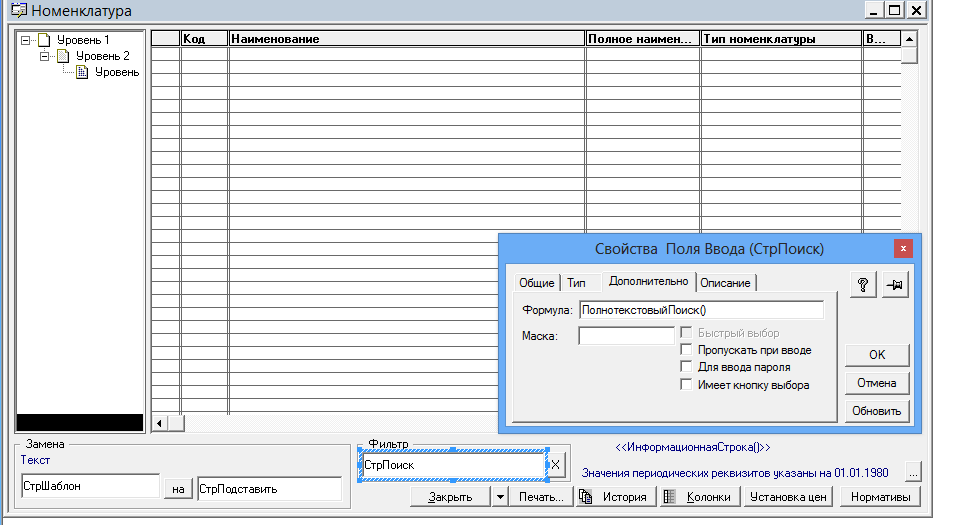 Номенклатура
Уровень 1
Уровень 2
Уровень
Код
Наименование
Полное наимен...
Тип номенклатуры
В...
Свойства Поля Ввода (СтрПоиск)
x
Общие
Тип
Дополнительно
Описание
?
Формула:
ПолнотекстовыйПоиск()
Маска:
Быстрый выбор
Пропускать при вводе
Для ввода пароля
Имеет кнопку выбора
OK
Отмена
Обновить
Замена
Текст
СтрШаблон
на
СтрПодставить
Фильтр
СтрПоиск
X
<<ИнформационнаяСтрока()>>
Значения периодических реквизитов указаны на 01.01.1980
...
Закрыть
Печать...
История
Колонки
Установка цен
Нормативы